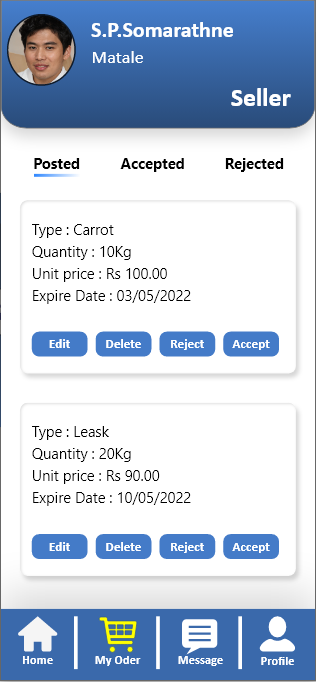 S.P.Somarathne
Matale
Seller
Posted Accepted Rejected
Type : Carrot
Quantity : 10Kg
Unit price : Rs 100.00
Expire Date : 03/05/2022
Edit Delete Reject Accept
Type : Leask
Quantity : 20Kg
Unit price : Rs 90.00
Expire Date : 10/05/2022
Edit Delete Reject Accept
Home My Oder Message Profile